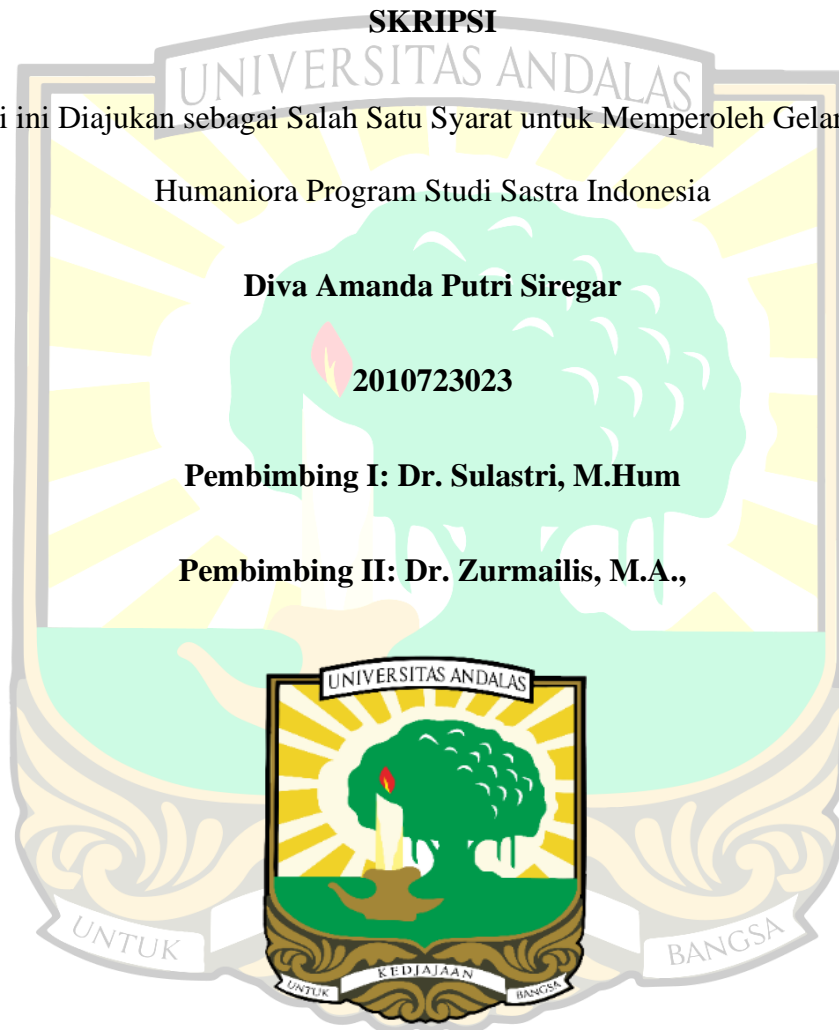 SKRIPSI
UNIVERSITAS ANDALAS
i ini Diajukan sebagai Salah Satu Syarat untuk Memperoleh Gelar
Humaniora Program Studi Sastra Indonesia
Diva Amanda Putri Siregar
2010723023
Pembimbing I: Dr. Sulastri, M.Hum
Pembimbing II: Dr. Zurmailis, M.A.,
UNIVERSITAS ANDALAS
UNTUK
BANGSA
KEDJAJAAN
UNTUK
BANGSA